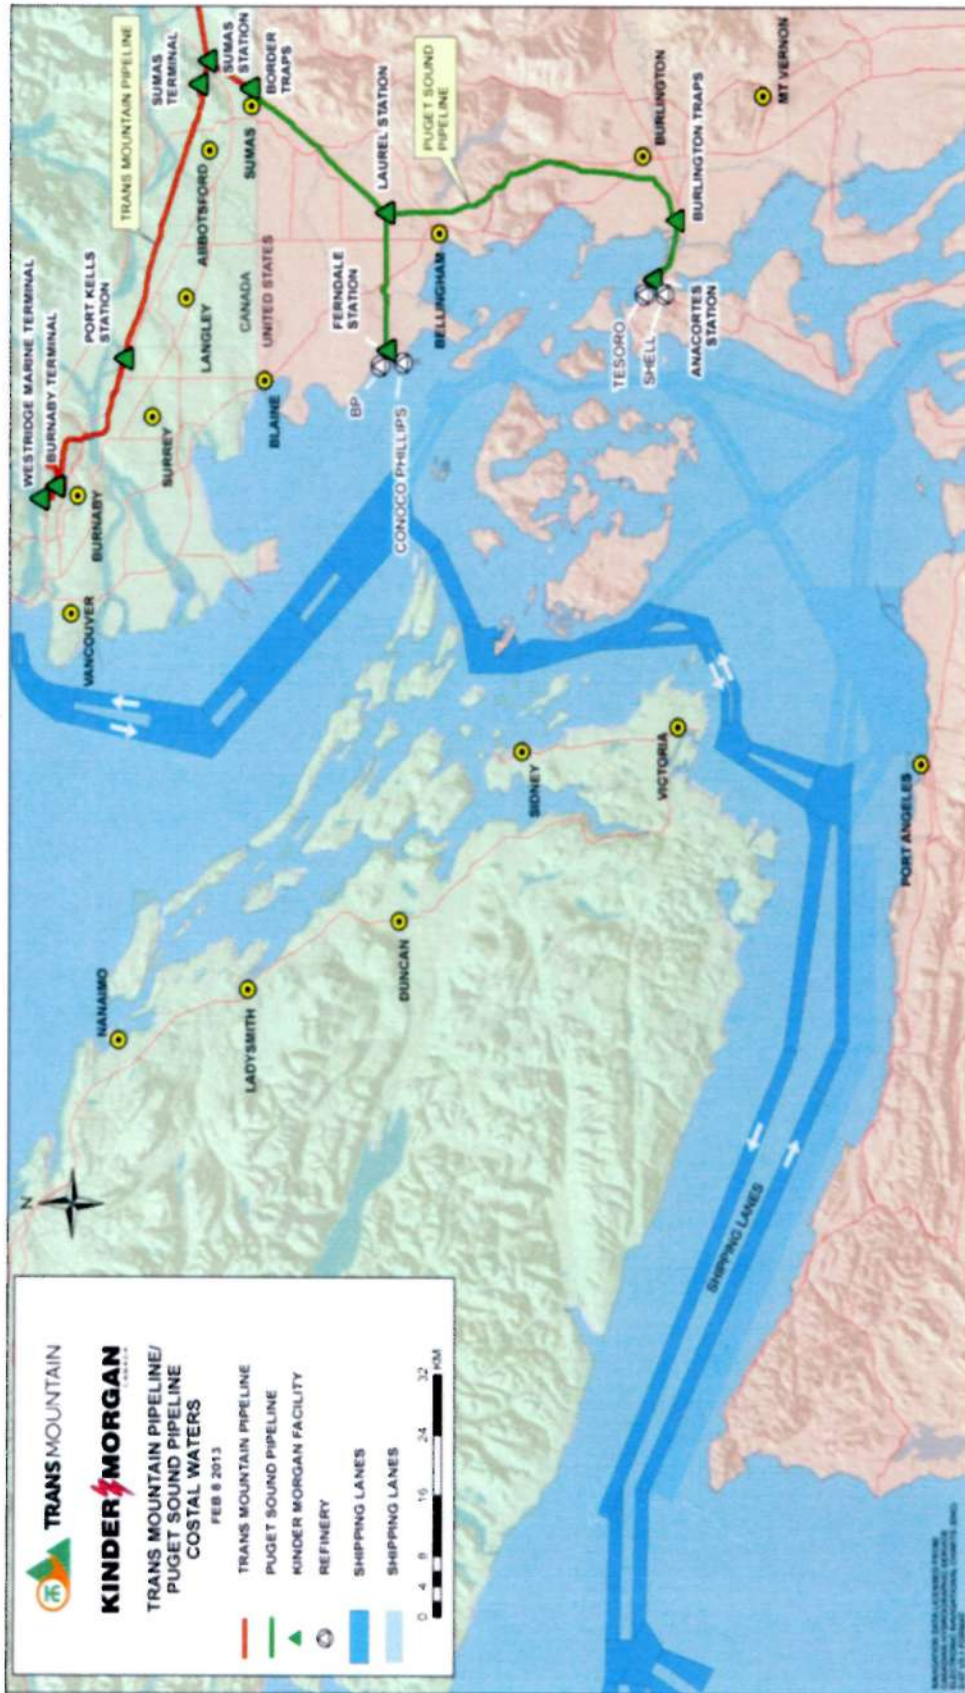 TRANS MOUNTAIN
KINDER MORGAN
CANADA
TRANS MOUNTAIN PIPELINE/
PUGET SOUND PIPELINE
COSTAL WATERS
FEB 6 2013
TRANS MOUNTAIN PIPELINE
PUGET SOUND PIPELINE
KINDER MORGAN FACILITY
REFINERY
SHIPPING LANES
SHIPPING LANES
0 4 8 16 24 32
KM
N
NANAIMO
LADYSMITH
DUNCAN
SIDNEY
VICTORIA
PORT ANGELES
SHIPPING LANES
VANCOUVER
WESTRIDGE MARINE TERMINAL
BURNABY TERMINAL
BURNABY
PORT KELLS
STATION
SURREY
LANGLEY
ABBOTSFORD
TRANS MOUNTAIN PIPELINE
SUMAS
TERMINAL
SUMAS
STATION
BORDER
TRAPS
SUMAS
CANADA
UNITED STATES
BLAINE
FERNDALE
STATION
BP
CONOCO PHILLIPS
LAUREL STATION
BELLINGHAM
PUGET SOUND
PIPELINE
TESORO
SHELL
ANACORTES
STATION
BURLINGTON
BURLINGTON TRAPS
MT VERNON